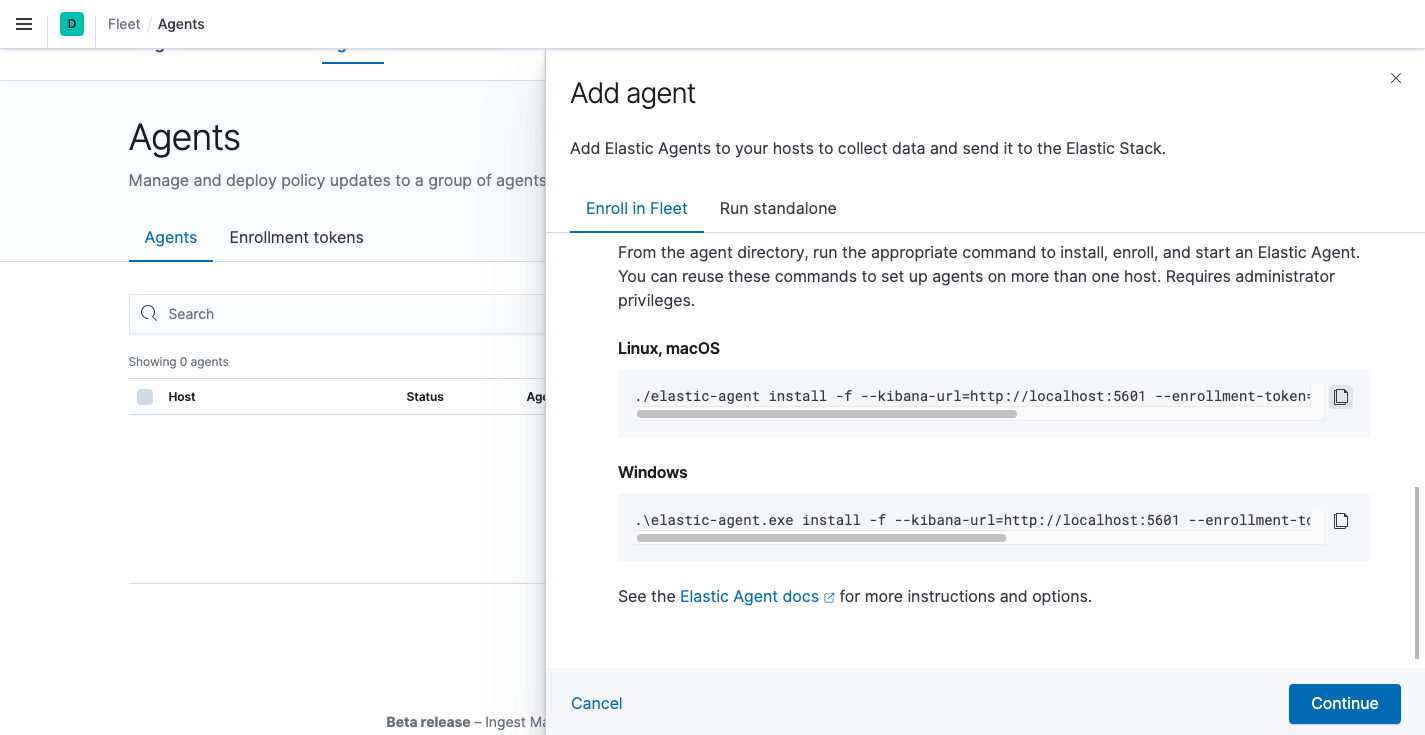 D Fleet / Agents
Agents
Manage and deploy policy updates to a group of agents
Agents Enrollment tokens
Search
Showing 0 agents
Host Status
Beta release – Ingest
Add agent
Add Elastic Agents to your hosts to collect data and send it to the Elastic Stack.
Enroll in Fleet Run standalone
From the agent directory, run the appropriate command to install, enroll, and start an Elastic Agent.
You can reuse these commands to set up agents on more than one host. Requires administrator
privileges.
Linux, macOS
./elastic-agent install -f --kibana-url=http://localhost:5601 --enrollment-token=
Windows
.\elastic-agent.exe install -f --kibana-url=http://localhost:5601 --enrollment-to
See the Elastic Agent docs for more instructions and options.
Cancel Continue